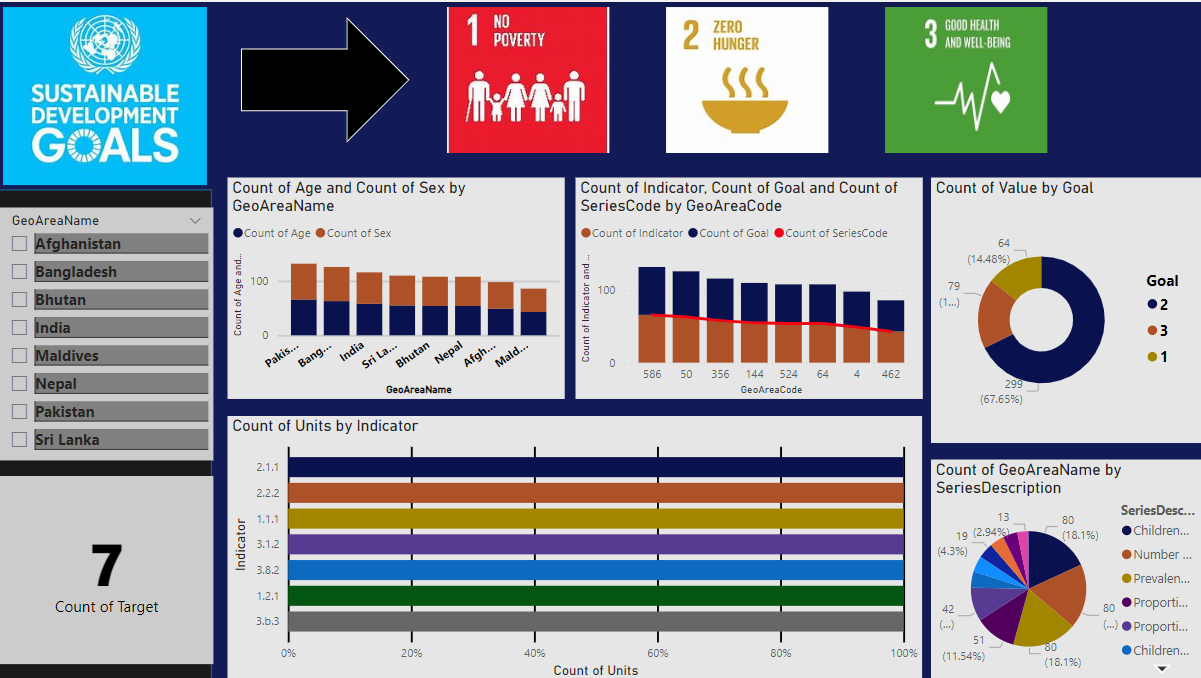 SUSTAINABLE
DEVELOPMENT
GOALS
1 NO
POVERTY
2 ZERO
HUNGER
3 GOOD HEALTH
AND WELL-BEING
GeoAreaName
Afghanistan
Bangladesh
Bhutan
India
Maldives
Nepal
Pakistan
Sri Lanka
7
Count of Target
Count of Age and Count of Sex by
GeoAreaName
Count of Age Count of Sex
Count of Age and...
100
0
Pakis... Bang... India Sri La... Bhutan Nepal Afgh... Mald...
GeoAreaName
Count of Indicator, Count of Goal and Count of
SeriesCode by GeoAreaCode
Count of Indicator Count of Goal Count of SeriesCode
Count of Indicator and ...
100
0
586 50 356 144 524 64 4 462
GeoAreaCode
Count of Value by Goal
64
(14.48%)
79
(1...)
299
(67.65%)
Goal
2
3
1
Count of Units by Indicator
Indicator
2.1.1
2.2.2
1.1.1
3.1.2
3.8.2
1.2.1
3.b.3
0% 20% 40% 60% 80% 100%
Count of Units
Count of GeoAreaName by
SeriesDescription
13
(2.94%)
80
(18.1%)
19
(4.3%)
42
(...)
51
(11.54%)
80
(18.1%)
80
(...)
SeriesDesc...
Children...
Number ...
Prevalen...
Proporti...
Proporti...
Children...